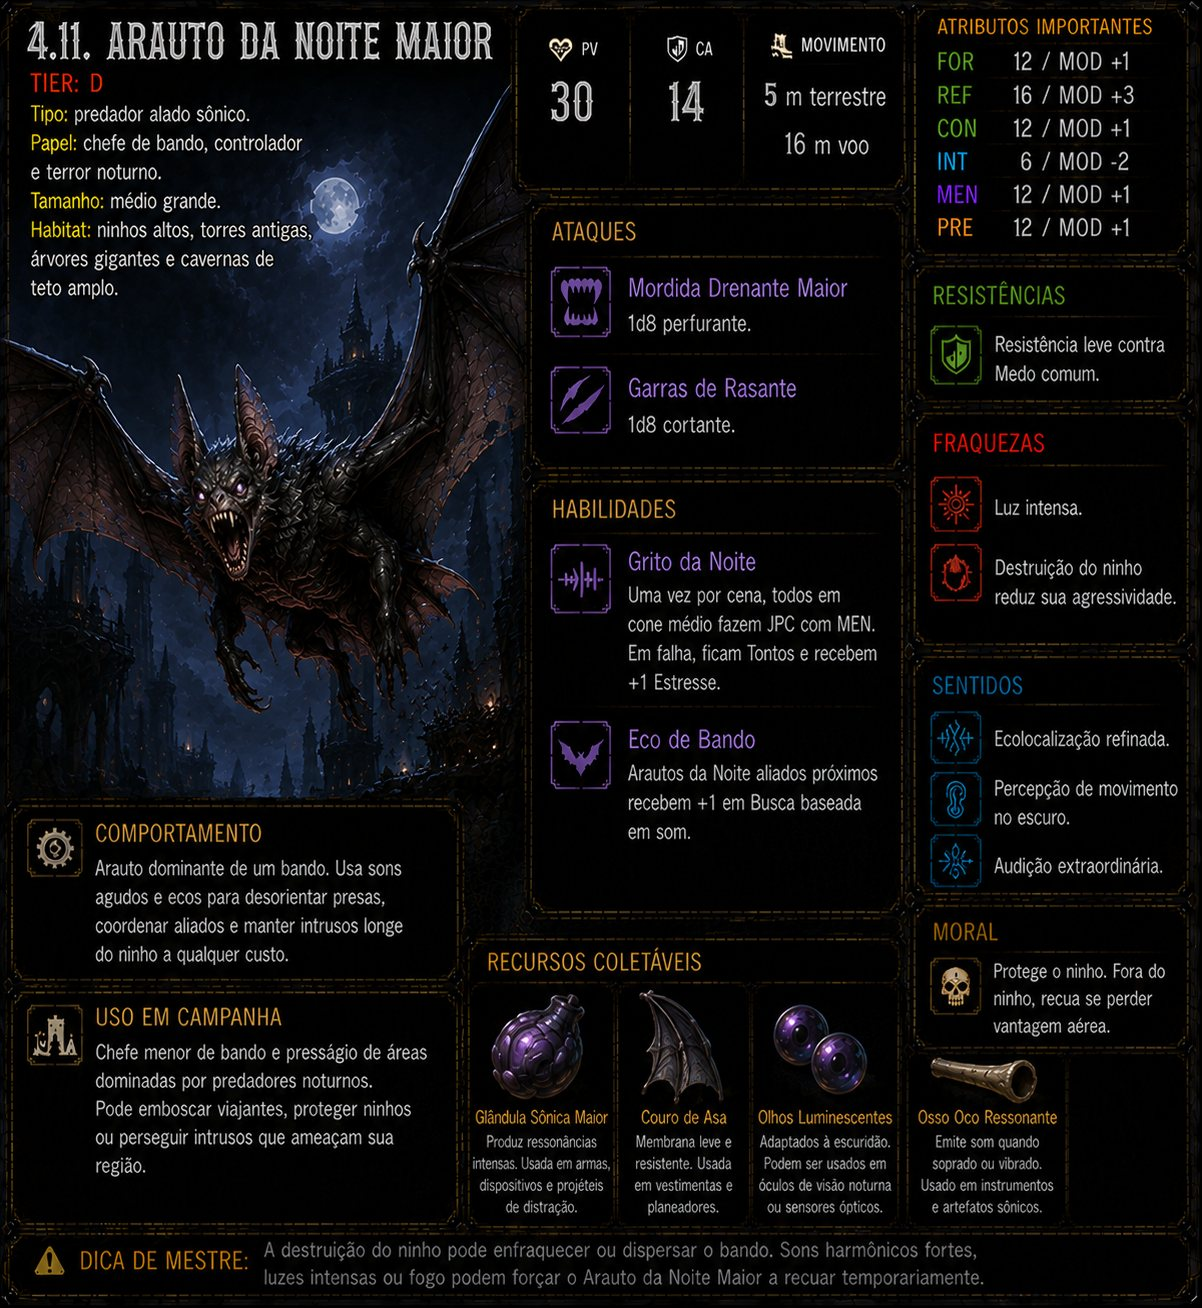 4.11. ARAUTO DA NOITE MAIOR
TIER: D
Tipo: predador alado sônico.
Papel: chefe de bando, controlador
e terror noturno.
Tamanho: médio grande.
Habitat: ninhos altos, torres antigas,
árvores gigantes e cavernas de
teto amplo.
PV
30
CA
14
MOVIMENTO
5 m terrestre
16 m voo
ATRIBUTOS IMPORTANTES
FOR 12 / MOD +1
REF 16 / MOD +3
CON 12 / MOD +1
INT 6 / MOD -2
MEN 12 / MOD +1
PRE 12 / MOD +1
ATAQUES
Mordida Drenante Maior
1d8 perfurante.
Garras de Rasante
1d8 cortante.
HABILIDADES
Grito da Noite
Uma vez por cena, todos em
cone médio fazem JPC com MEN.
Em falha, ficam Tontos e recebem
+1 Estresse.
Eco de Bando
Arautos da Noite aliados próximos
recebem +1 em Busca baseada
em som.
RESISTÊNCIAS
Resistência leve contra
Medo comum.
FRAQUEZAS
Luz intensa.
Destruição do ninho
reduz sua agressividade.
SENTIDOS
Ecolocalização refinada.
Percepção de movimento
no escuro.
Audição extraordinária.
MORAL
Protege o ninho. Fora do
ninho, recua se perder
vantagem aérea.
COMPORTAMENTO
Arauto dominante de um bando. Usa sons
agudos e ecos para desorientar presas,
coordenar aliados e manter intrusos longe
do ninho a qualquer custo.
USO EM CAMPANHA
Chefe menor de bando e presságio de áreas
dominadas por predadores noturnos.
Pode emboscar viajantes, proteger ninhos
ou perseguir intrusos que ameaçam sua
região.
RECURSOS COLETÁVEIS
Glândula Sônica Maior
Produz ressonâncias
intensas. Usada em armas,
dispositivos e projéteis
de distração.
Couro de Asa
Membrana leve e
resistente. Usada
em vestimentas e
planeadores.
Olhos Luminescentes
Adaptados à escuridão.
Podem ser usados em
óculos de visão noturna
ou sensores ópticos.
Osso Oco Ressonante
Emite som quando
soprado ou vibrado.
Usado em instrumentos
e artefatos sônicos.
DICA DE MESTRE:
A destruição do ninho pode enfraquecer ou dispersar o bando. Sons harmônicos fortes,
luzes intensas ou fogo podem forçar o Arauto da Noite Maior a recuar temporariamente.